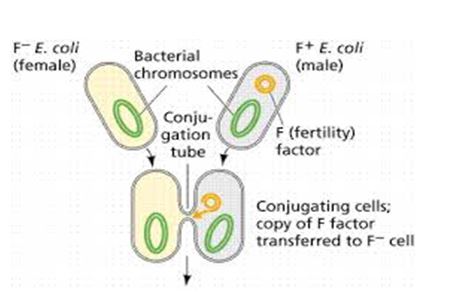 F– E. coli
(female)
Bacterial
chromosomes
F+ E. coli
(male)
Conju-
gation
tube
F (fertility)
factor
Conjugating cells;
copy of F factor
transferred to F– cell